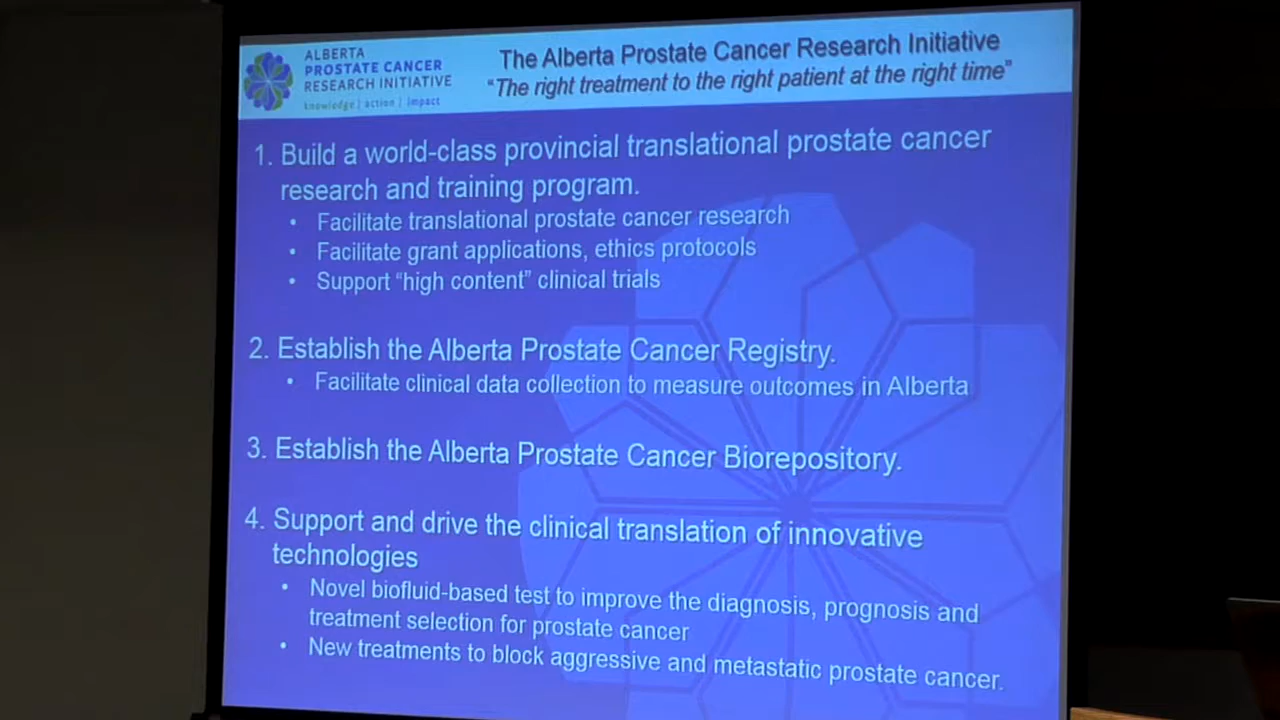 ALBERTA
PROSTATE CANCER
RESEARCH INITIATIVE
knowledge | action | impact
The Alberta Prostate Cancer Research Initiative
“The right treatment to the right patient at the right time”
1. Build a world-class provincial translational prostate cancer
research and training program.
• Facilitate translational prostate cancer research
• Facilitate grant applications, ethics protocols
• Support “high content” clinical trials
2. Establish the Alberta Prostate Cancer Registry.
• Facilitate clinical data collection to measure outcomes in Alberta
3. Establish the Alberta Prostate Cancer Biorepository.
4. Support and drive the clinical translation of innovative
technologies
• Novel biofluid-based test to improve the diagnosis, prognosis and
treatment selection for prostate cancer
• New treatments to block aggressive and metastatic prostate cancer.